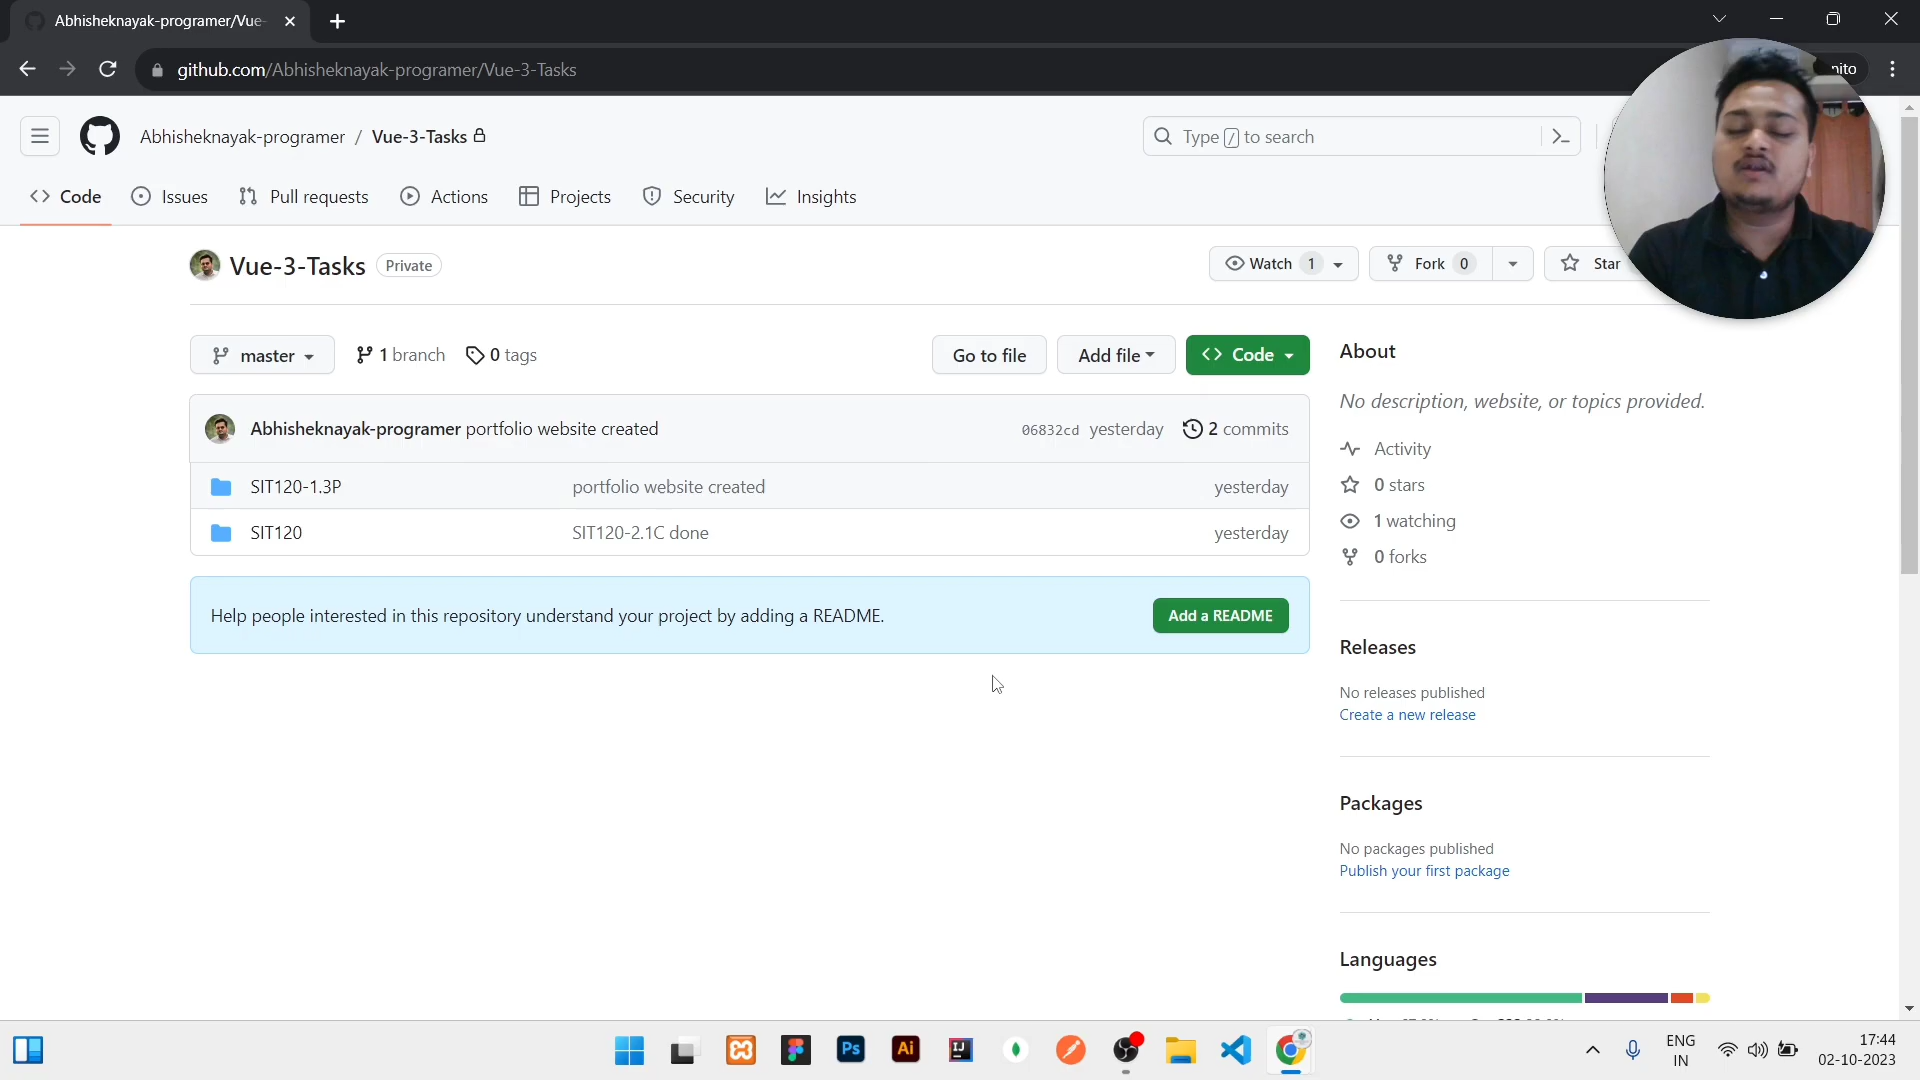 Abhisheknayak-programer/Vue-
github.com/Abhisheknayak-programer/Vue-3-Tasks
nito
Abhisheknayak-programer / Vue-3-Tasks
Type / to search
Code
Issues
Pull requests
Actions
Projects
Security
Insights
Vue-3-Tasks Private
Watch 1
Fork 0
Star
master
1 branch
0 tags
Go to file
Add file
Code
Abhisheknayak-programer portfolio website created
06832cd yesterday
2 commits
SIT120-1.3P portfolio website created yesterday
SIT120 SIT120-2.1C done yesterday
Help people interested in this repository understand your project by adding a README.
Add a README
About
No description, website, or topics provided.
Activity
0 stars
1 watching
0 forks
Releases
No releases published
Create a new release
Packages
No packages published
Publish your first package
Languages
Ps
Ai
IJ
ENG
IN
17:44
02-10-2023